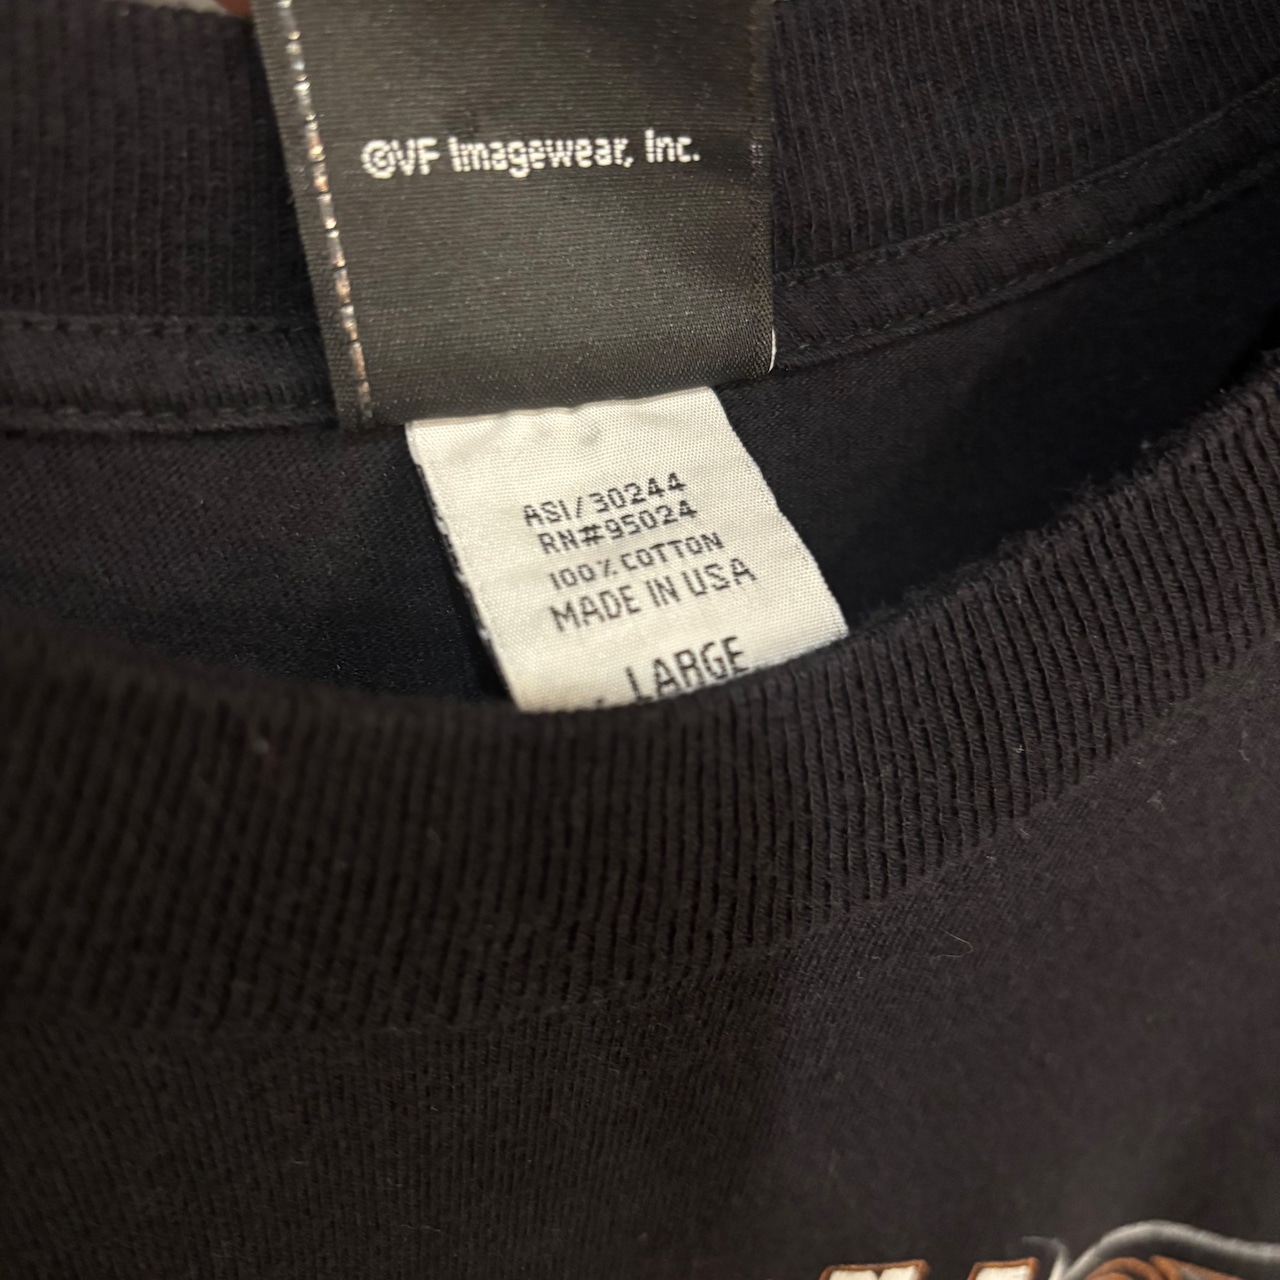 ©VF Imagewear, Inc.
ASI/30244
RN#95024
100% COTTON
MADE IN USA
LARGE